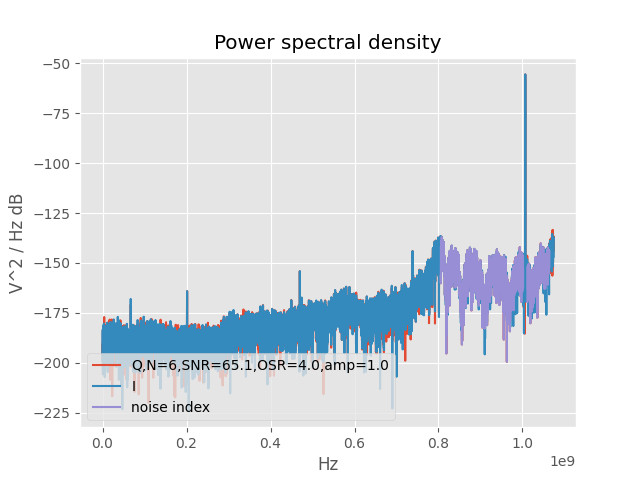 Power spectral density
V^2 / Hz dB
−50
−75
−100
−125
−150
−175
−200
−225
Q,N=6,SNR=65.1,OSR=4.0,amp=1.0
I
noise index
0.0 0.2 0.4 0.6 0.8 1.0
1e9
Hz